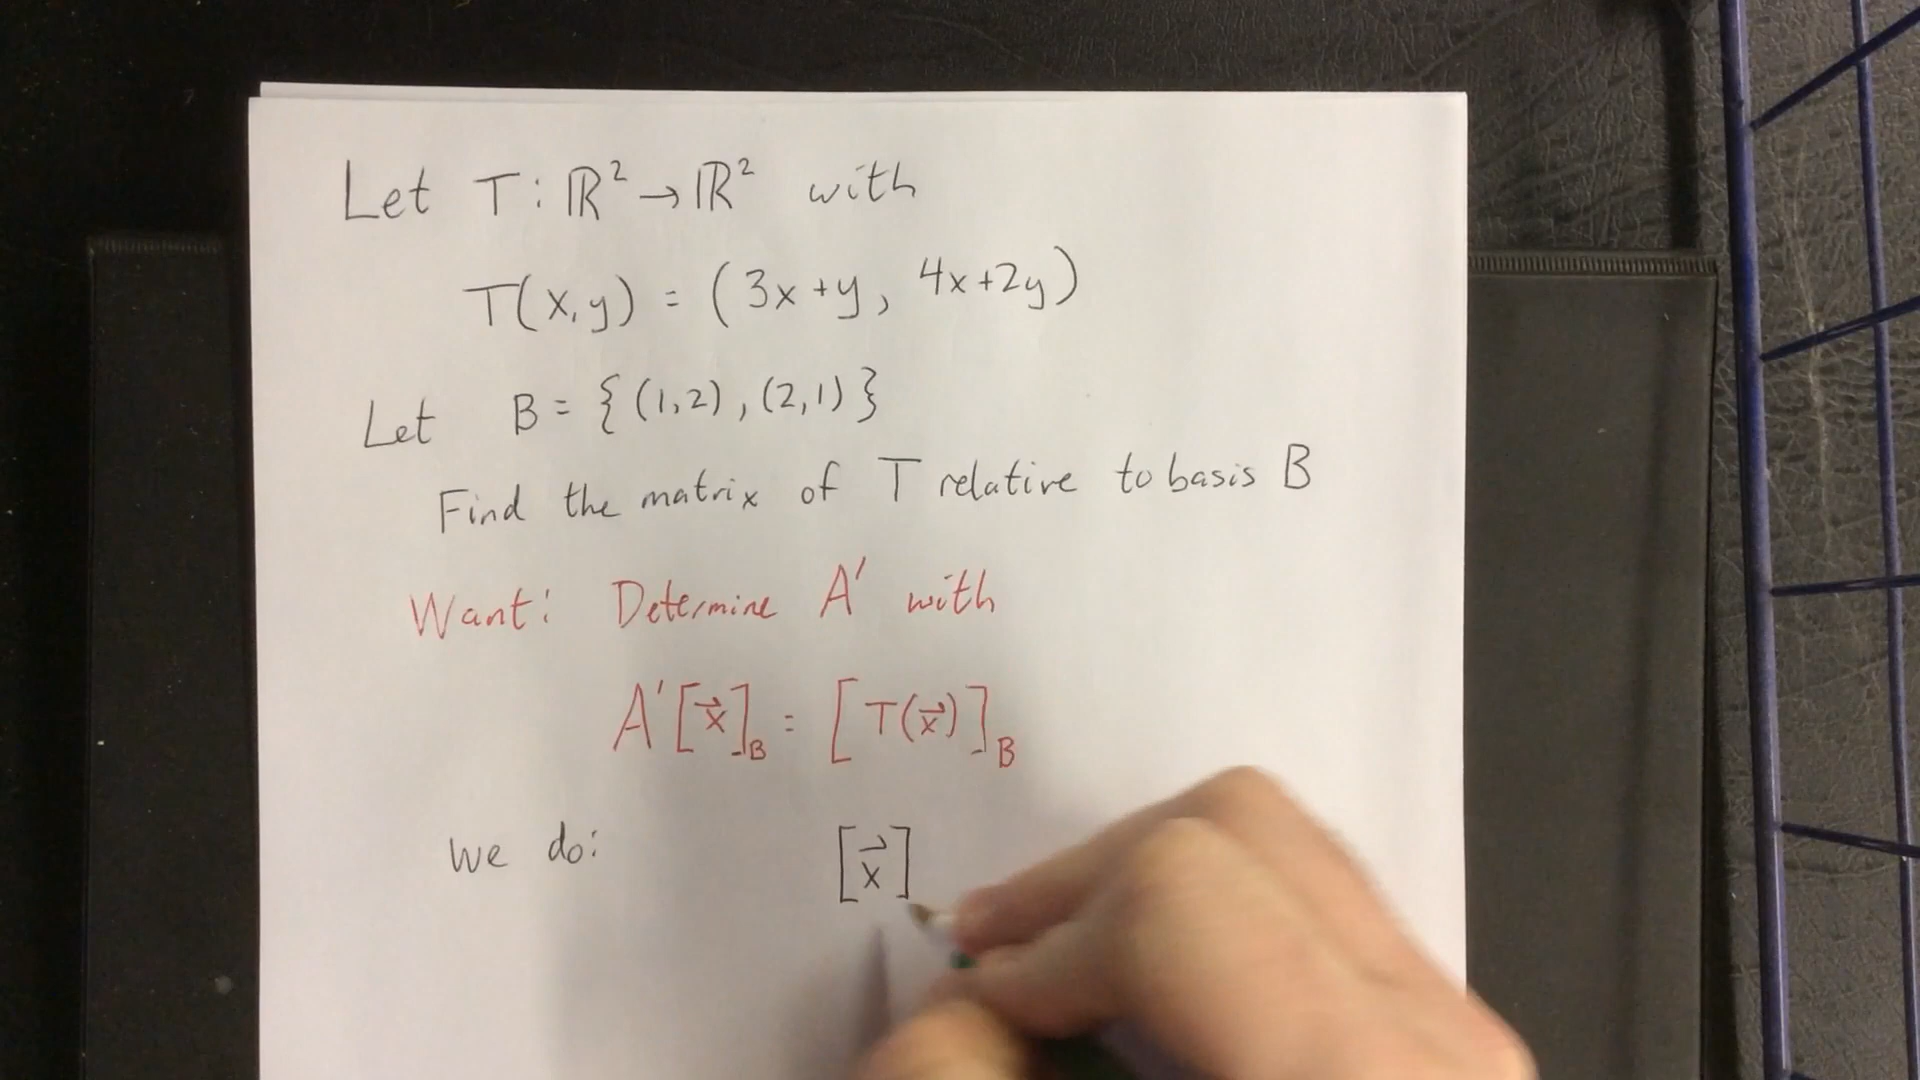 Let T : ℝ² → ℝ² with
T(x,y) = (3x+y, 4x+2y)
Let B = {(1,2), (2,1)}
Find the matrix of T relative to basis B
Want: Determine A' with
A'[x⃗]_B = [T(x⃗)]_B
we do: [x⃗]